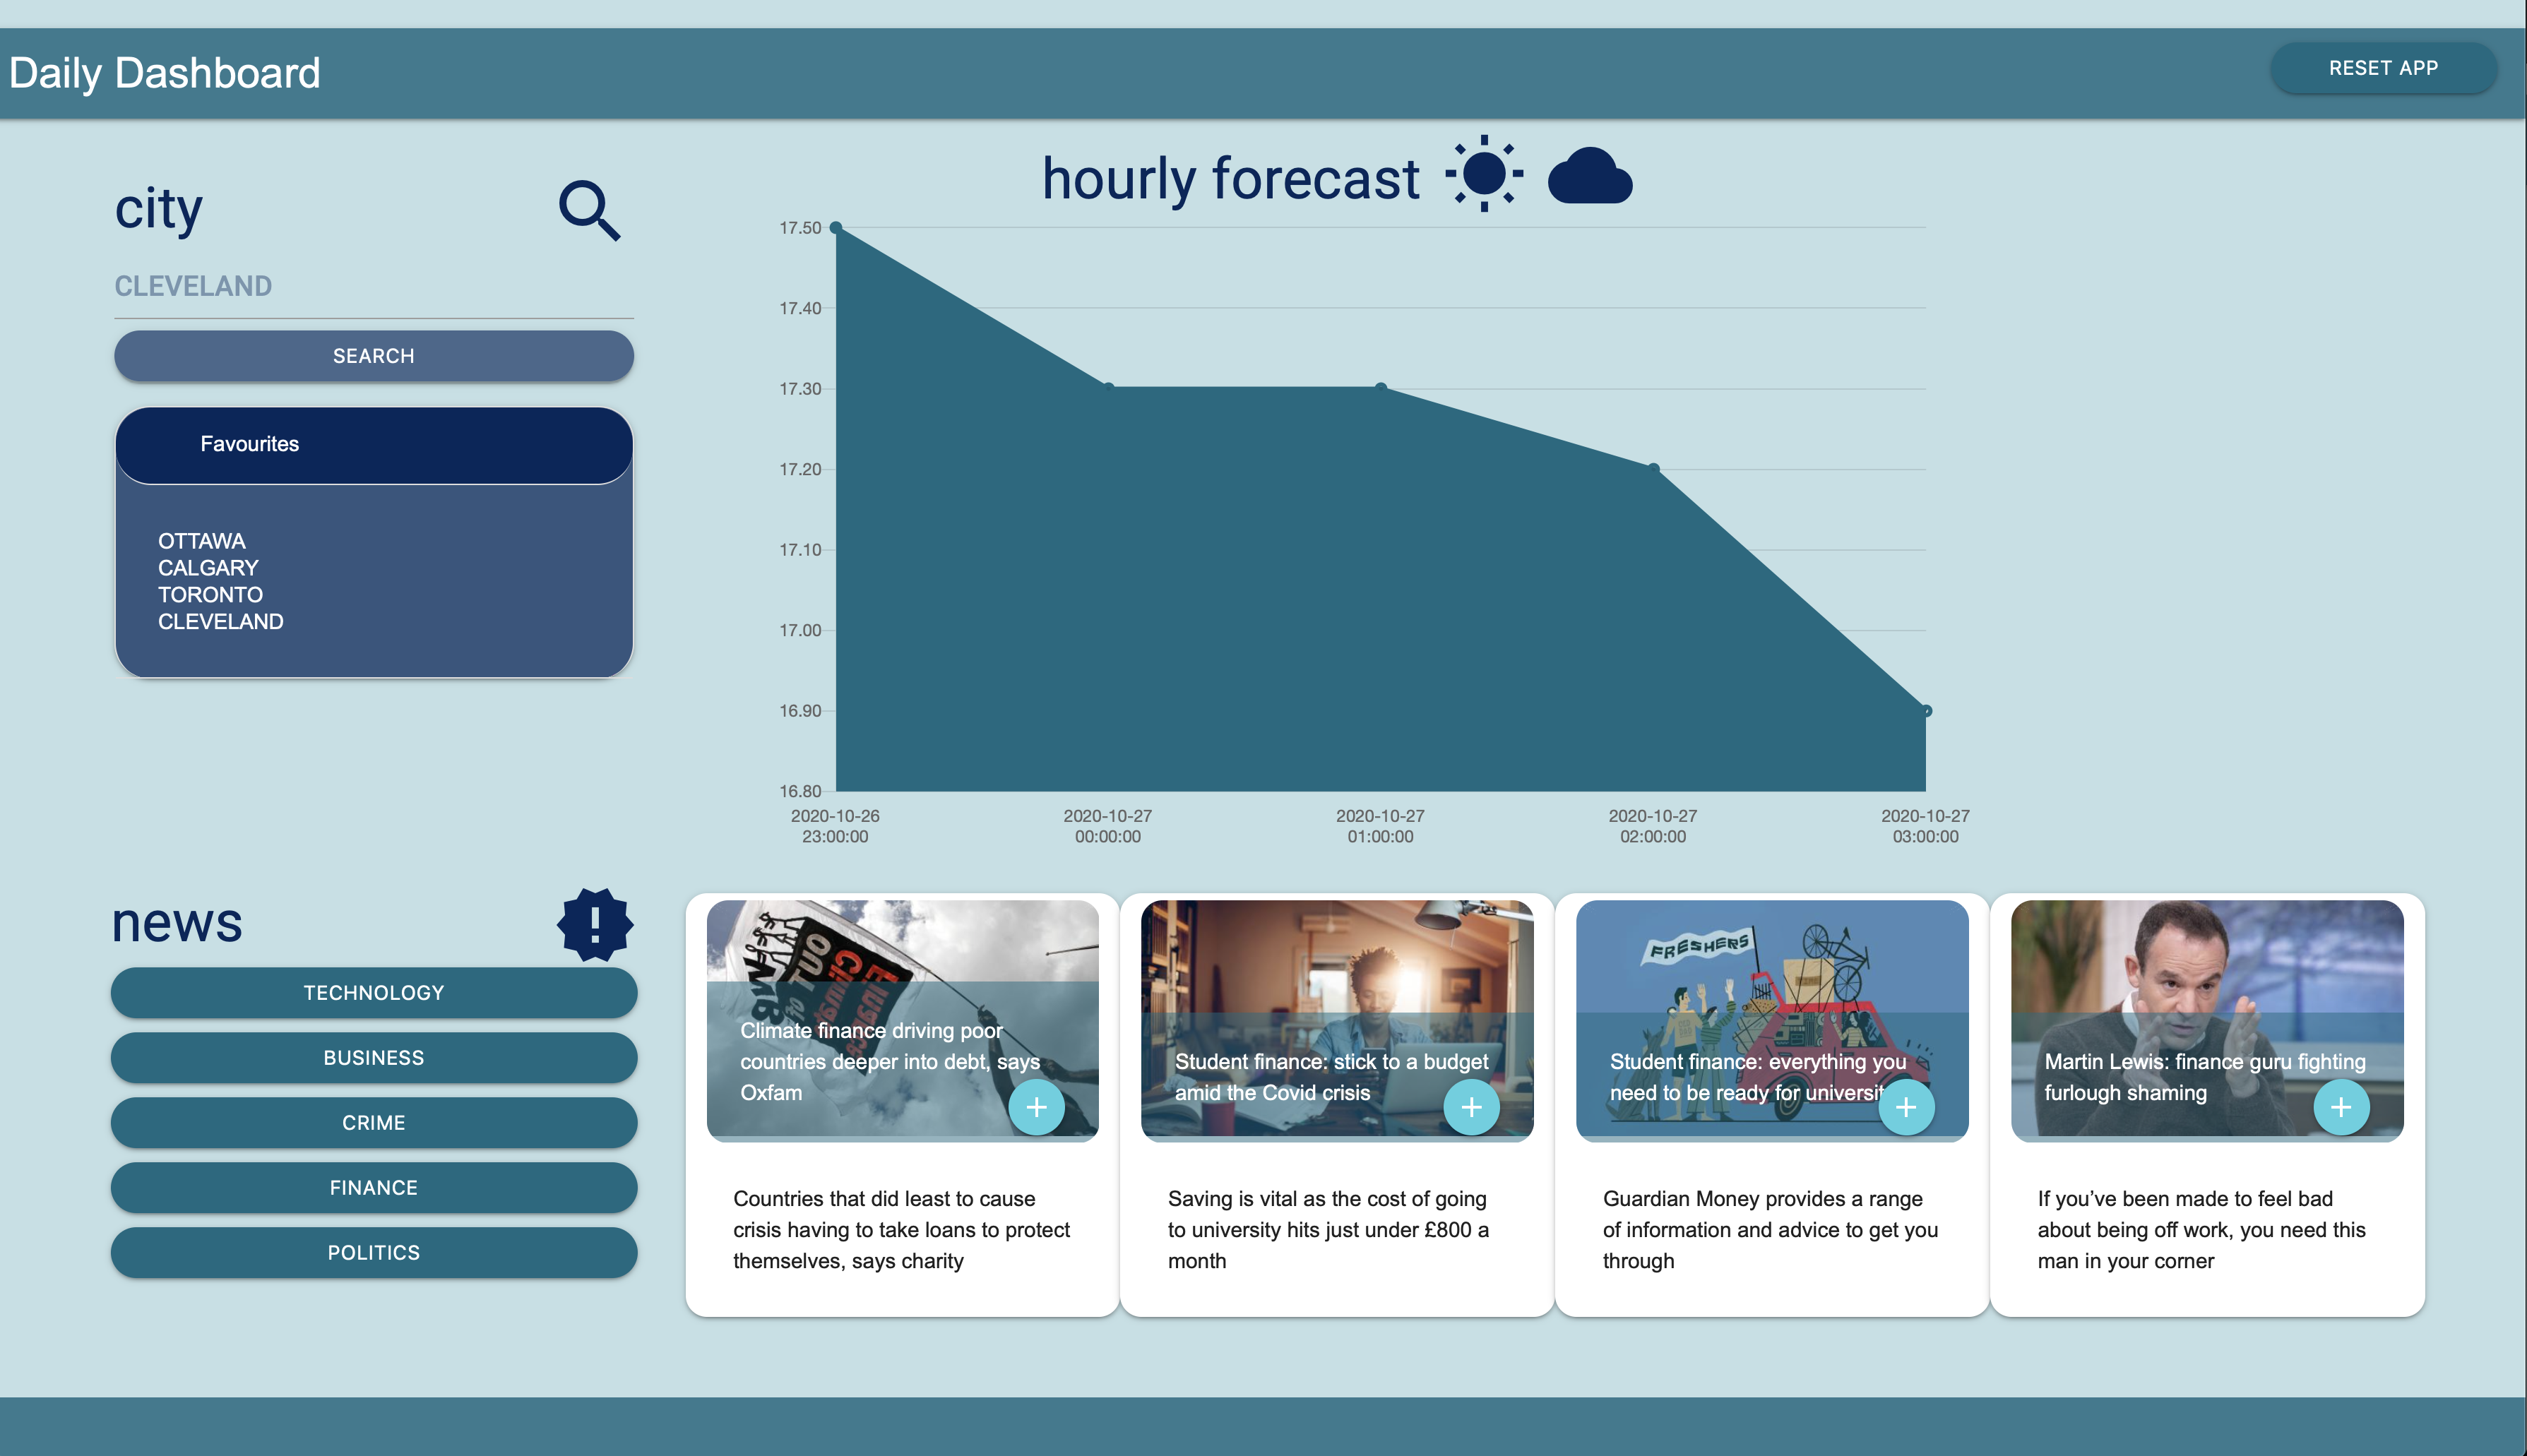 Daily Dashboard
RESET APP
city
CLEVELAND
SEARCH
Favourites
OTTAWA
CALGARY
TORONTO
CLEVELAND
hourly forecast
17.50
17.40
17.30
17.20
17.10
17.00
16.90
16.80
2020-10-26
23:00:00
2020-10-27
00:00:00
2020-10-27
01:00:00
2020-10-27
02:00:00
2020-10-27
03:00:00
news
TECHNOLOGY
BUSINESS
CRIME
FINANCE
POLITICS
Climate finance driving poor
countries deeper into debt, says
Oxfam
Countries that did least to cause
crisis having to take loans to protect
themselves, says charity
Student finance: stick to a budget
amid the Covid crisis
Saving is vital as the cost of going
to university hits just under £800 a
month
FRESHERS
Student finance: everything you
need to be ready for universit
Guardian Money provides a range
of information and advice to get you
through
Martin Lewis: finance guru fighting
furlough shaming
If you’ve been made to feel bad
about being off work, you need this
man in your corner